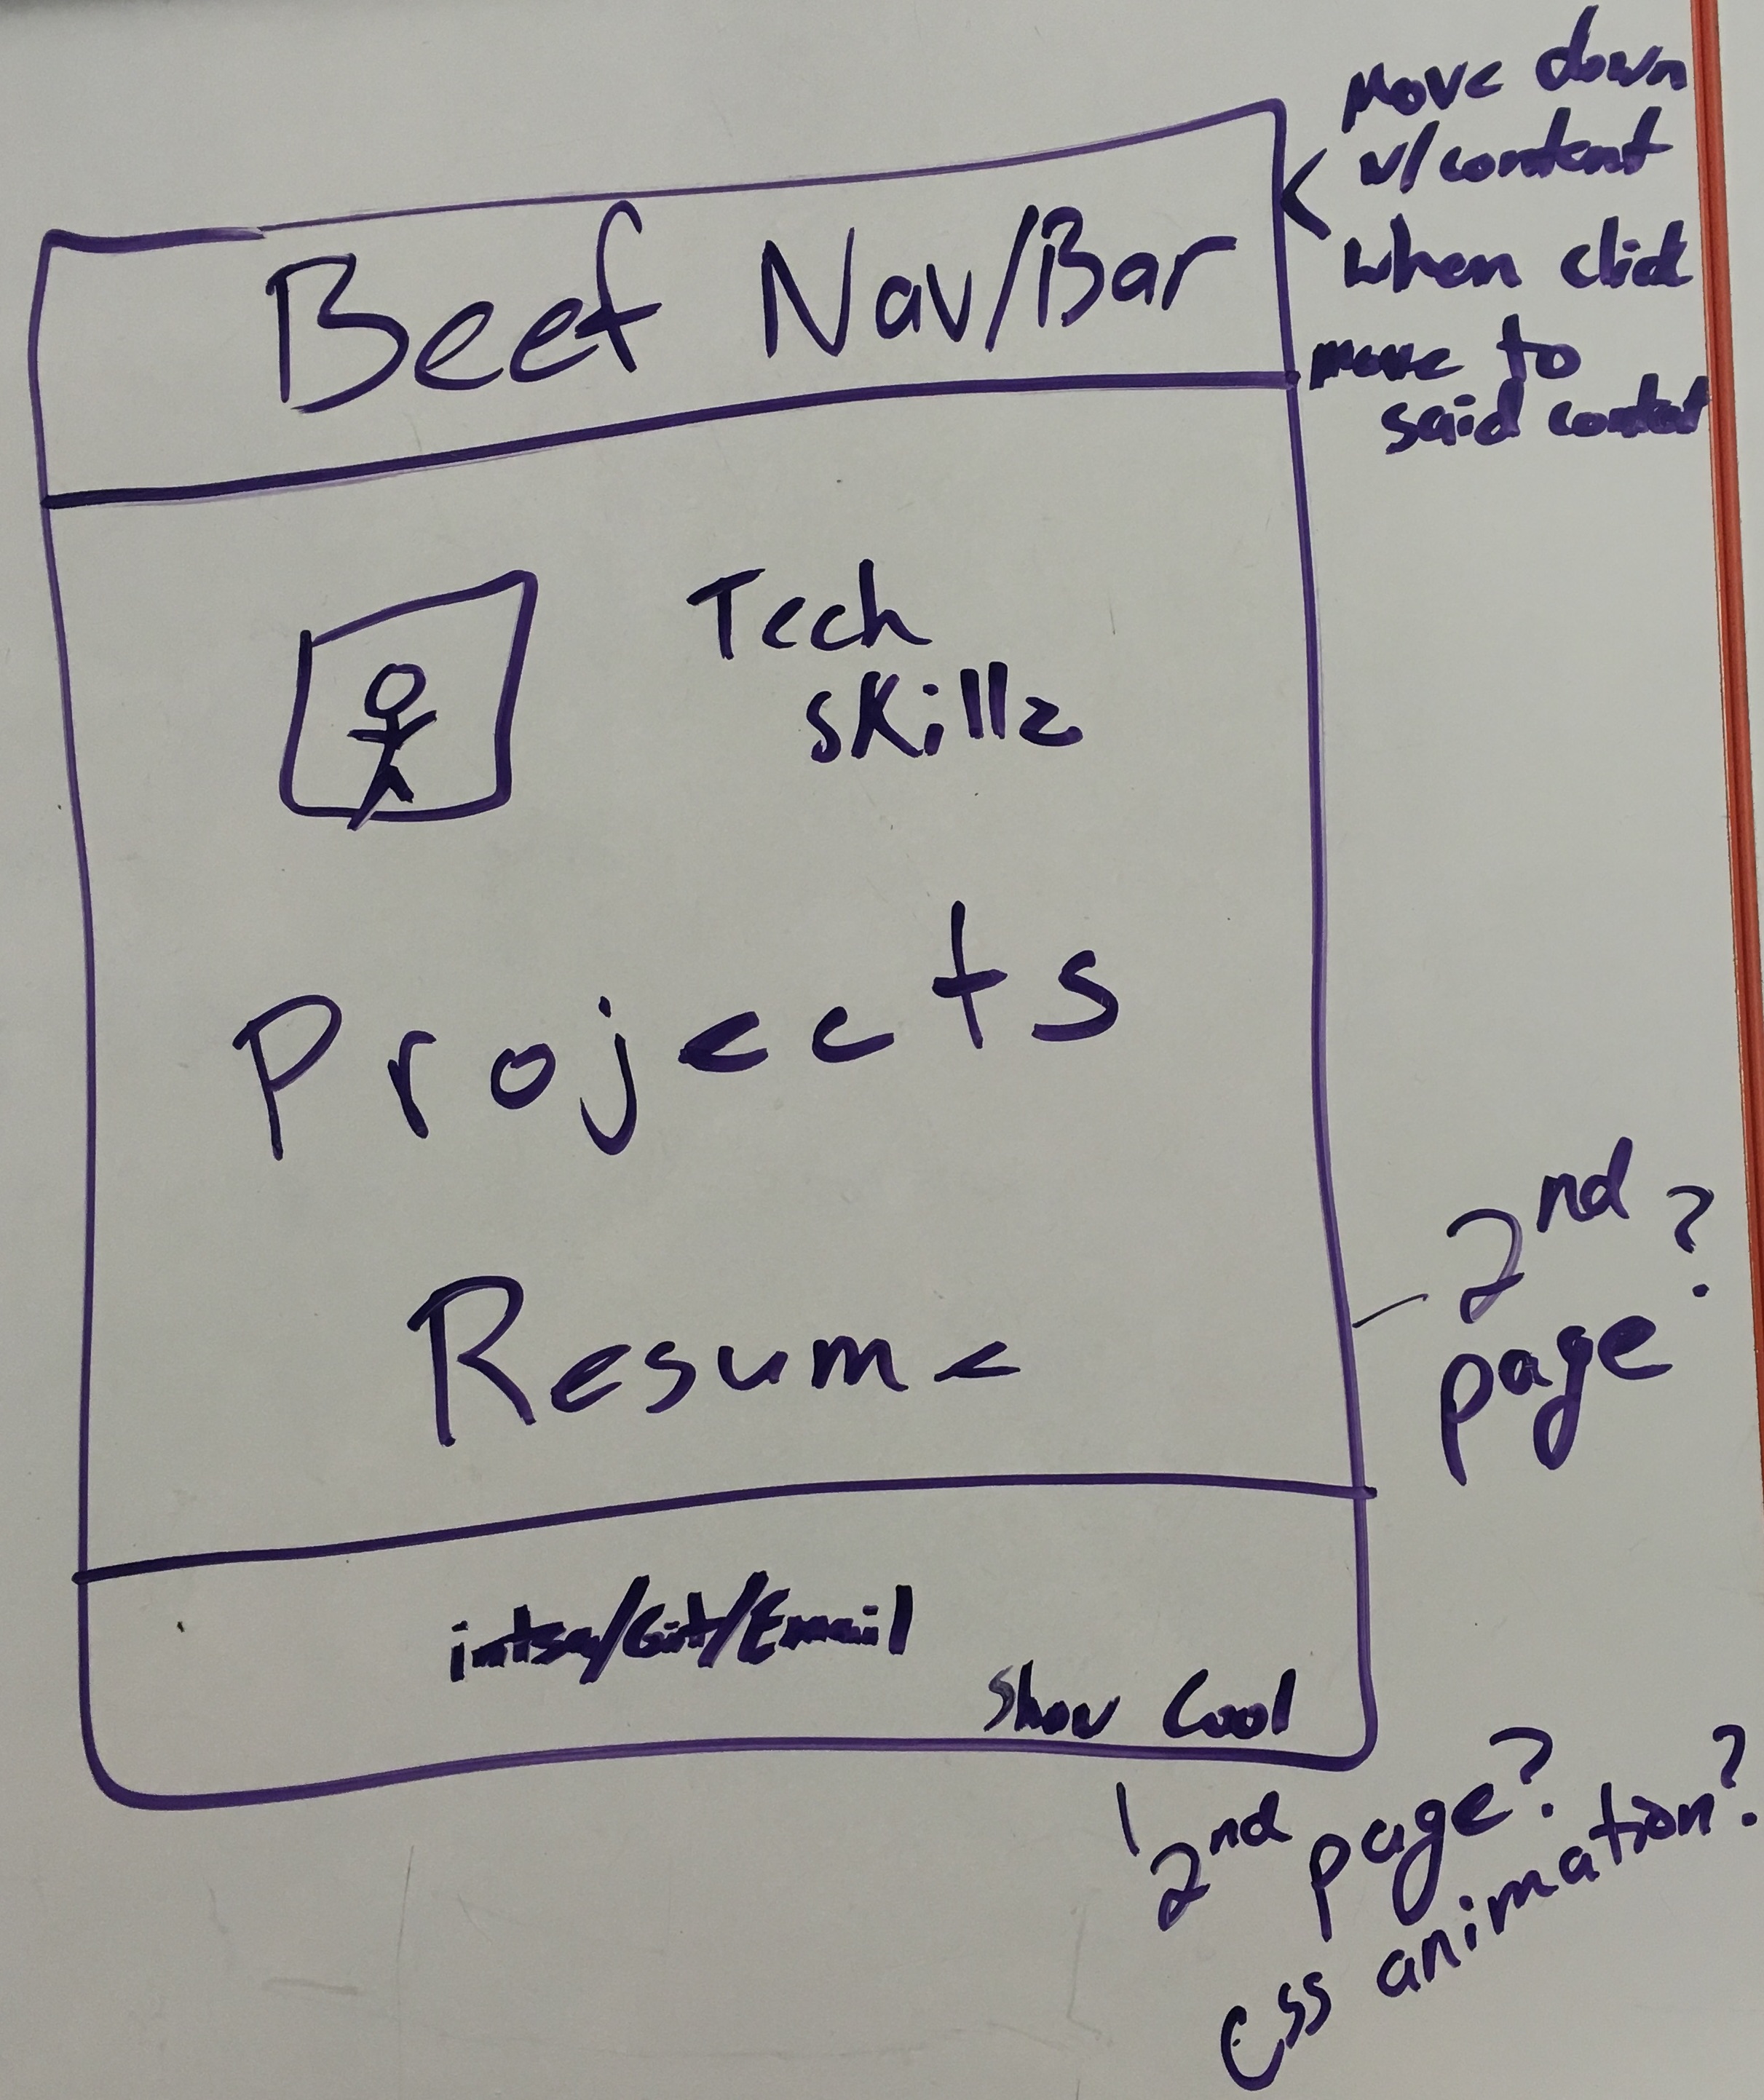 Move down
w/content
when click
move to
said content
Beef Nav/Bar
Tech
skillz
Projects
Resume
2nd
page?
intsa/Git/Email
Show Cool
2nd page?
css animation?